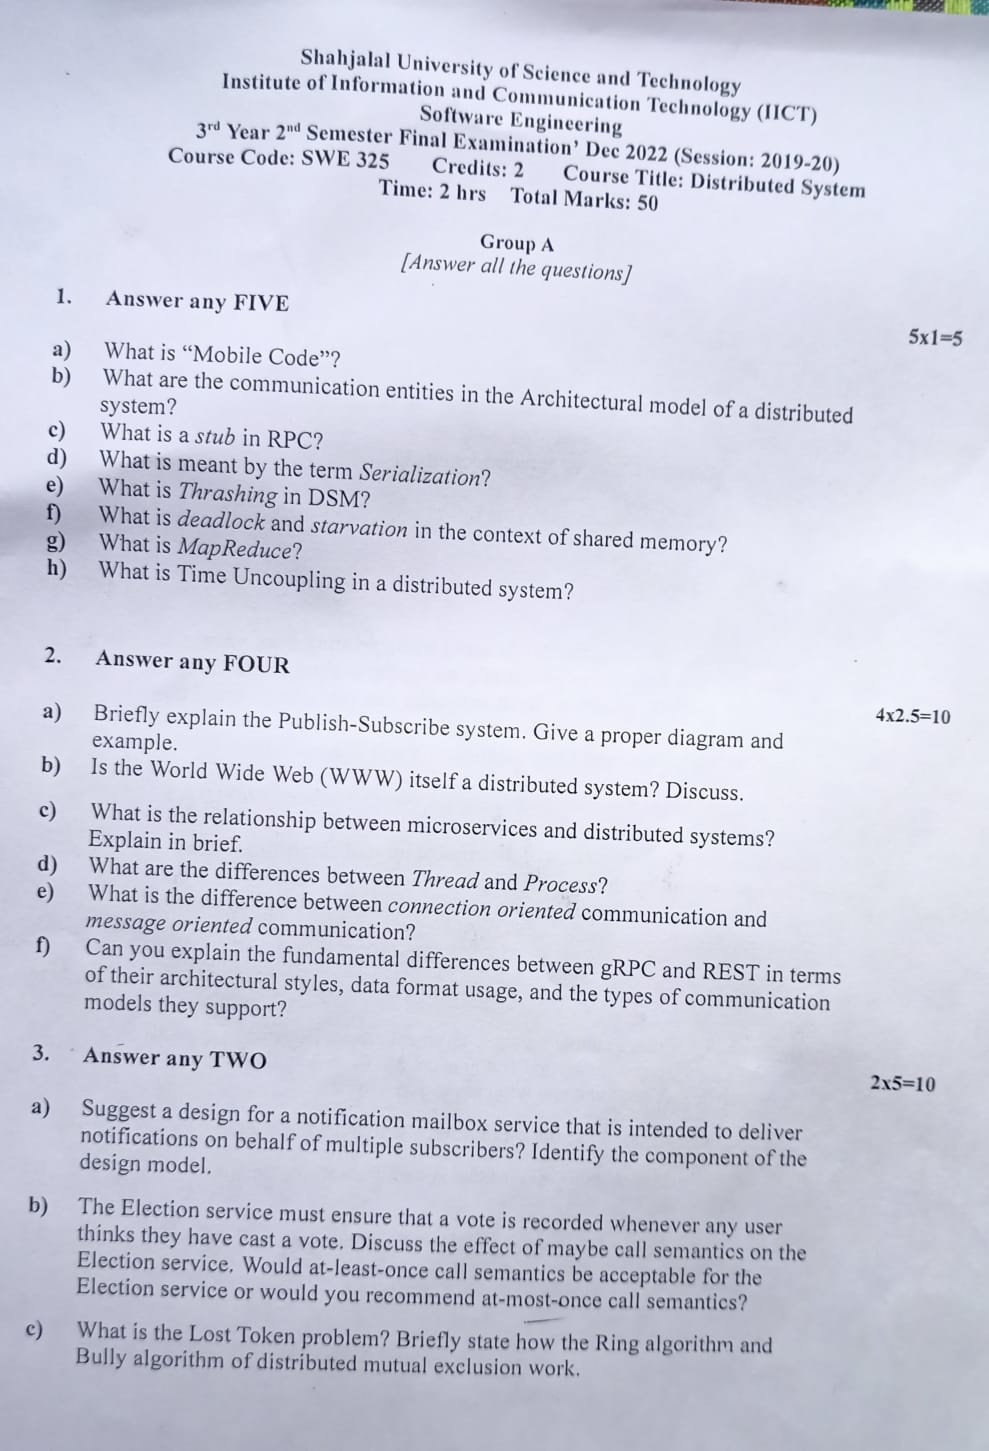 Shahjalal University of Science and Technology
Institute of Information and Communication Technology (IICT)
Software Engineering
3rd Year 2nd Semester Final Examination’ Dec 2022 (Session: 2019-20)
Course Code: SWE 325 Credits: 2 Course Title: Distributed System
Time: 2 hrs Total Marks: 50
Group A
[Answer all the questions]
1. Answer any FIVE
5x1=5
a) What is “Mobile Code”?
b) What are the communication entities in the Architectural model of a distributed
system?
c) What is a stub in RPC?
d) What is meant by the term Serialization?
e) What is Thrashing in DSM?
f) What is deadlock and starvation in the context of shared memory?
g) What is MapReduce?
h) What is Time Uncoupling in a distributed system?
2. Answer any FOUR
4x2.5=10
a) Briefly explain the Publish-Subscribe system. Give a proper diagram and
example.
b) Is the World Wide Web (WWW) itself a distributed system? Discuss.
c) What is the relationship between microservices and distributed systems?
Explain in brief.
d) What are the differences between Thread and Process?
e) What is the difference between connection oriented communication and
message oriented communication?
f) Can you explain the fundamental differences between gRPC and REST in terms
of their architectural styles, data format usage, and the types of communication
models they support?
3. Answer any TWO
2x5=10
a) Suggest a design for a notification mailbox service that is intended to deliver
notifications on behalf of multiple subscribers? Identify the component of the
design model.
b) The Election service must ensure that a vote is recorded whenever any user
thinks they have cast a vote. Discuss the effect of maybe call semantics on the
Election service. Would at-least-once call semantics be acceptable for the
Election service or would you recommend at-most-once call semantics?
c) What is the Lost Token problem? Briefly state how the Ring algorithm and
Bully algorithm of distributed mutual exclusion work.